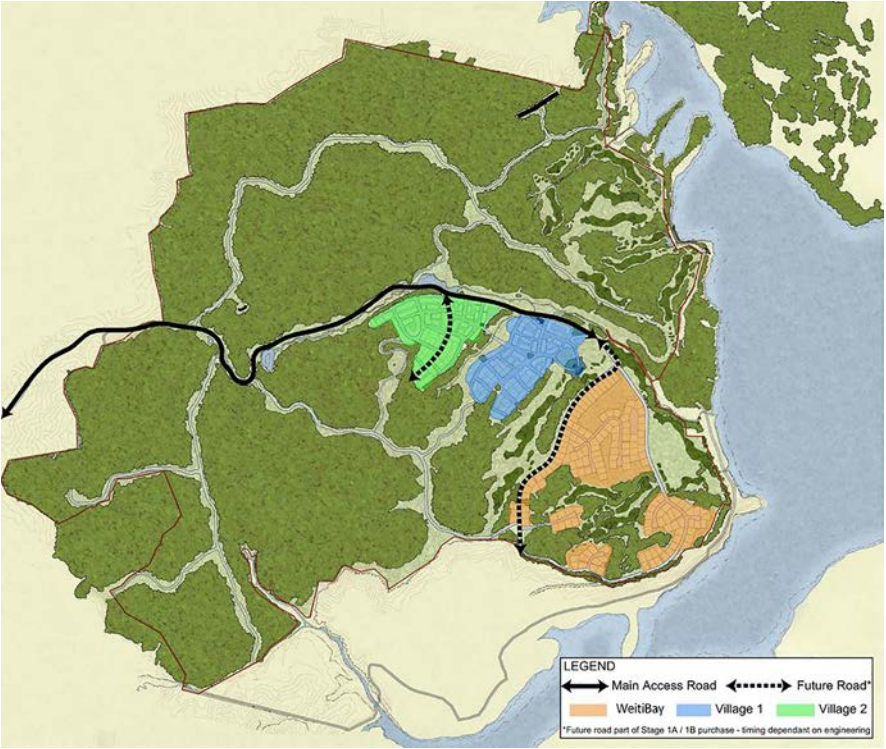 LEGEND
Main Access Road Future Road*
WeitiBay Village 1 Village 2
*Future road part of Stage 1A / 1B purchase - timing dependant on engineering